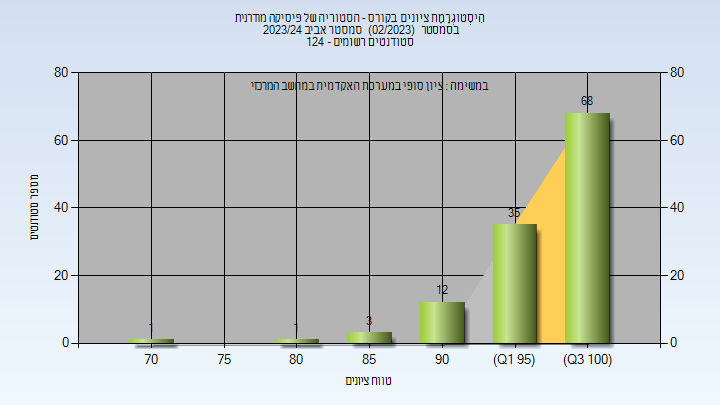 היסטוגרמת ציונים בקורס - הסטוריה של פיסיקה מודרנית
בסמסטר (02/2023) סמסטר אביב 2023/24
סטודנטים רשומים - 124
במשימה : ציון סופי במערכת האקדמית במחשב המרכזי
80 80
60 60
40 40
20 20
0 0
מספר סטודנטים
1 1 3 12 35 68
70 75 80 85 90 (Q1 95) (Q3 100)
טווח ציונים